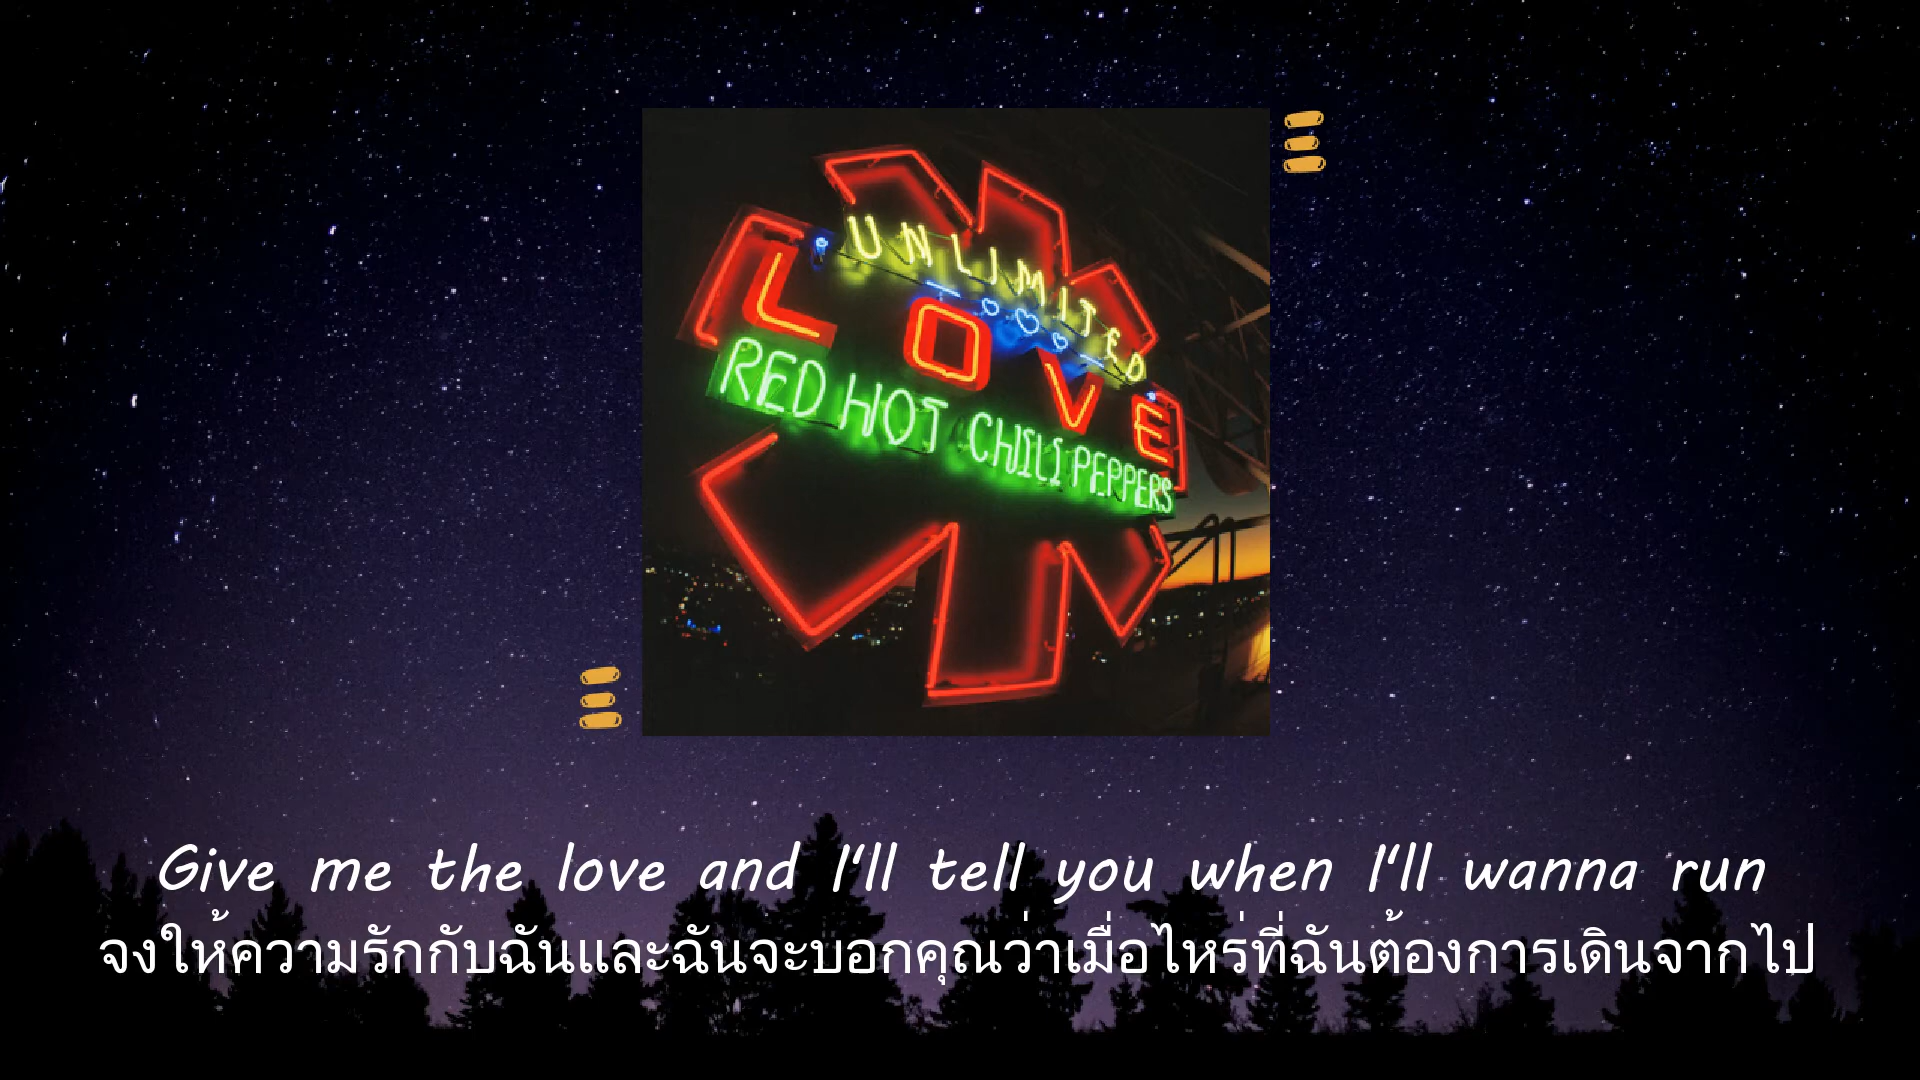 UNLIMITED
LOVE
RED HOT CHILI PEPPERS
Give me the love and I'll tell you when I'll wanna run
จงให้ความรักกับฉันและฉันจะบอกคุณว่าเมื่อไหร่ที่ฉันต้องการเดินจากไป